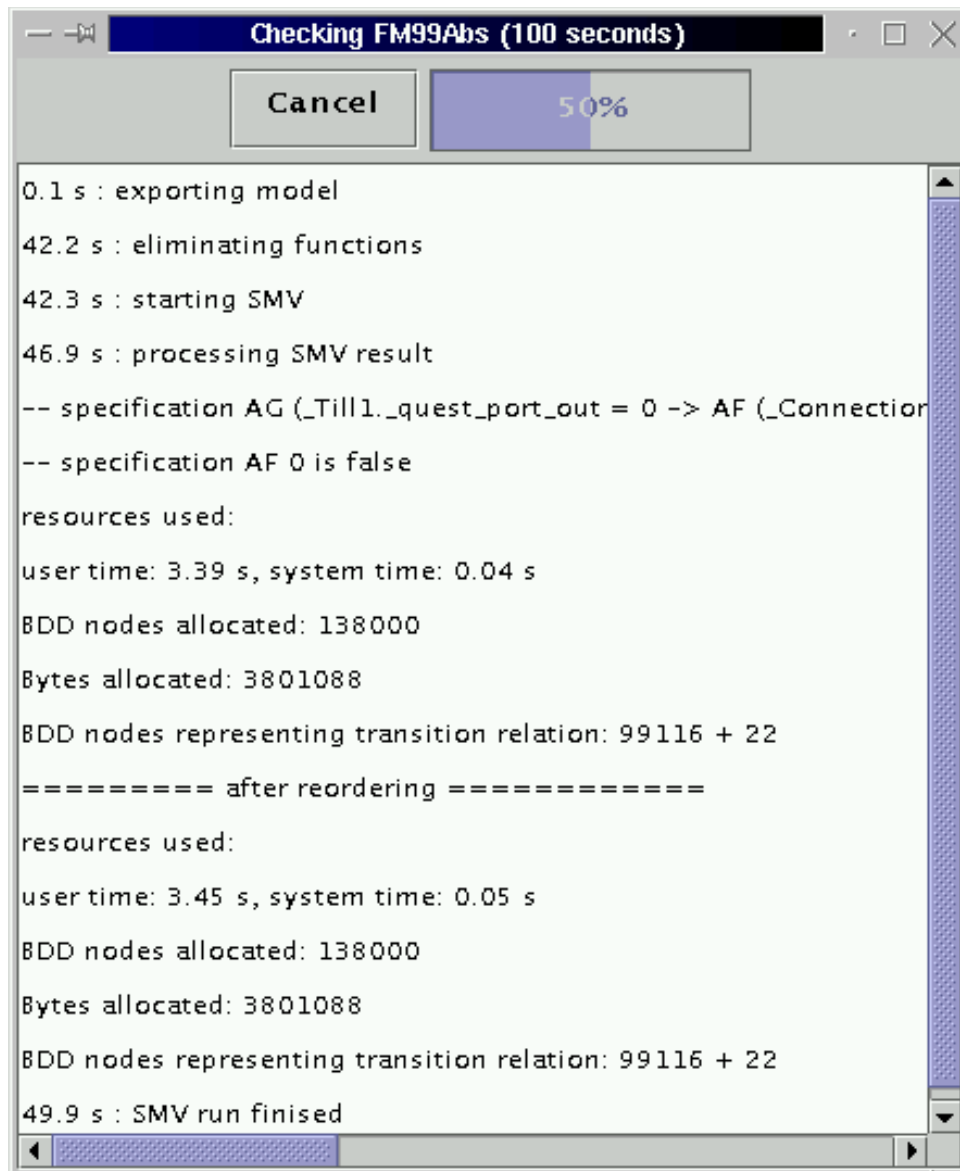 Checking FM99Abs (100 seconds)
Cancel
50%
0.1 s : exporting model
42.2 s : eliminating functions
42.3 s : starting SMV
46.9 s : processing SMV result
-- specification AG (_Till1._quest_port_out = 0 -> AF (_Connection
-- specification AF 0 is false
resources used:
user time: 3.39 s, system time: 0.04 s
BDD nodes allocated: 138000
Bytes allocated: 3801088
BDD nodes representing transition relation: 99116 + 22
========= after reordering ============
resources used:
user time: 3.45 s, system time: 0.05 s
BDD nodes allocated: 138000
Bytes allocated: 3801088
BDD nodes representing transition relation: 99116 + 22
49.9 s : SMV run finised